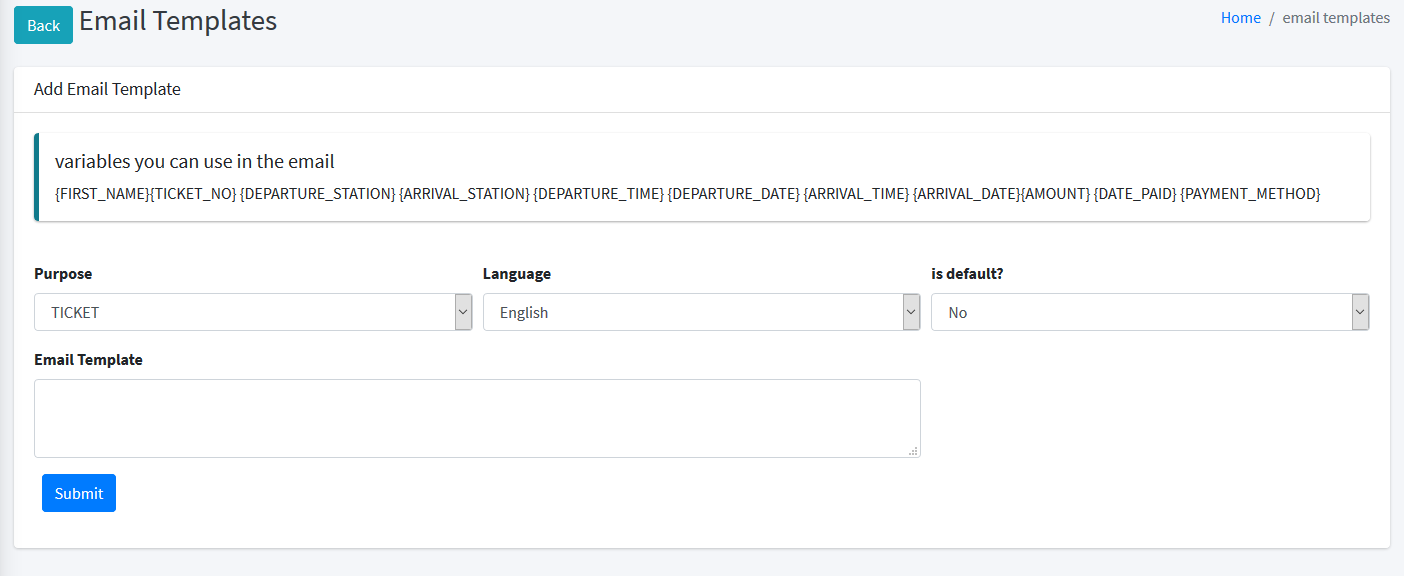 Back Email Templates
Home / email templates
Add Email Template
variables you can use in the email
{FIRST_NAME}{TICKET_NO} {DEPARTURE_STATION} {ARRIVAL_STATION} {DEPARTURE_TIME} {DEPARTURE_DATE} {ARRIVAL_TIME} {ARRIVAL_DATE}{AMOUNT} {DATE_PAID} {PAYMENT_METHOD}
Purpose Language is default?
TICKET English No
Email Template
Submit